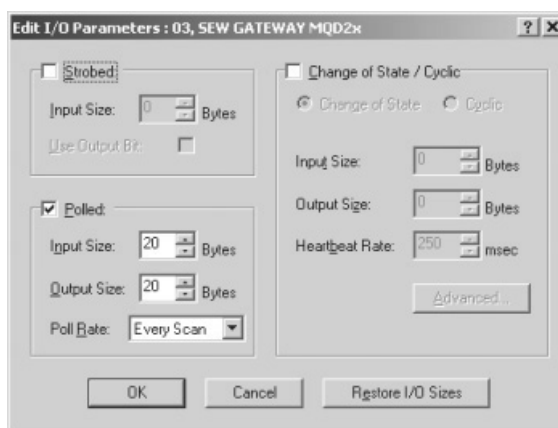 Edit I/O Parameters : 03, SEW GATEWAY MQD2x
Strobed:
Input Size: 0 Bytes
Use Output Bit:
Polled:
Input Size: 20 Bytes
Output Size: 20 Bytes
Poll Rate: Every Scan
Change of State / Cyclic
Change of State Cyclic
Input Size: 0 Bytes
Output Size: 0 Bytes
Heartbeat Rate: 250 msec
Advanced...
OK Cancel Restore I/O Sizes